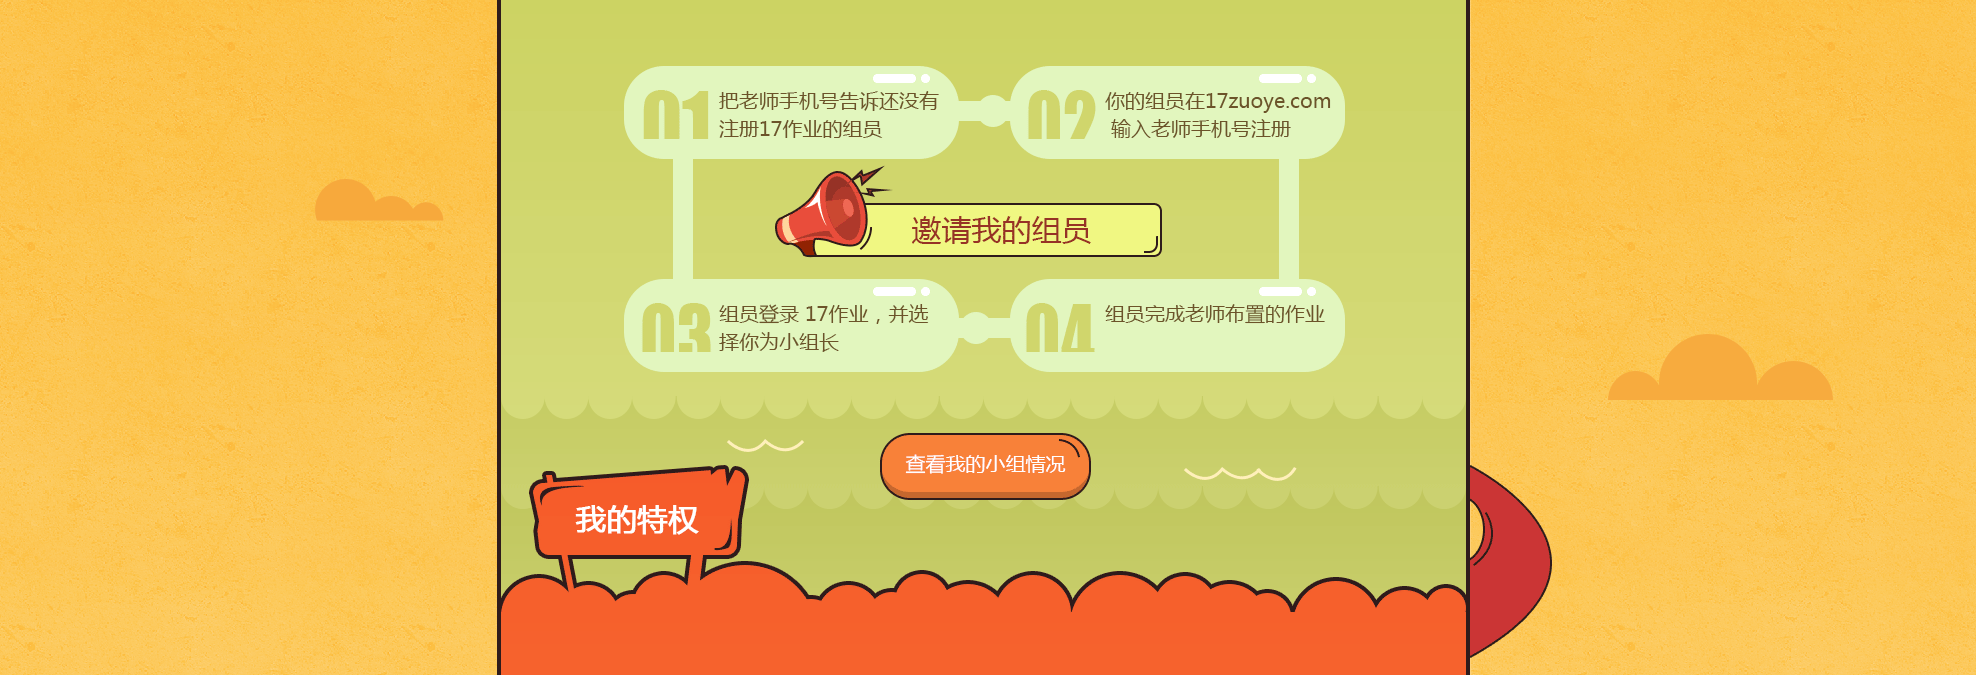 01
把老师手机号告诉还没有
注册17作业的组员
02
你的组员在17zuoye.com
输入老师手机号注册
邀请我的组员
03
组员登录 17作业，并选
择你为小组长
04
组员完成老师布置的作业
查看我的小组情况
我的特权